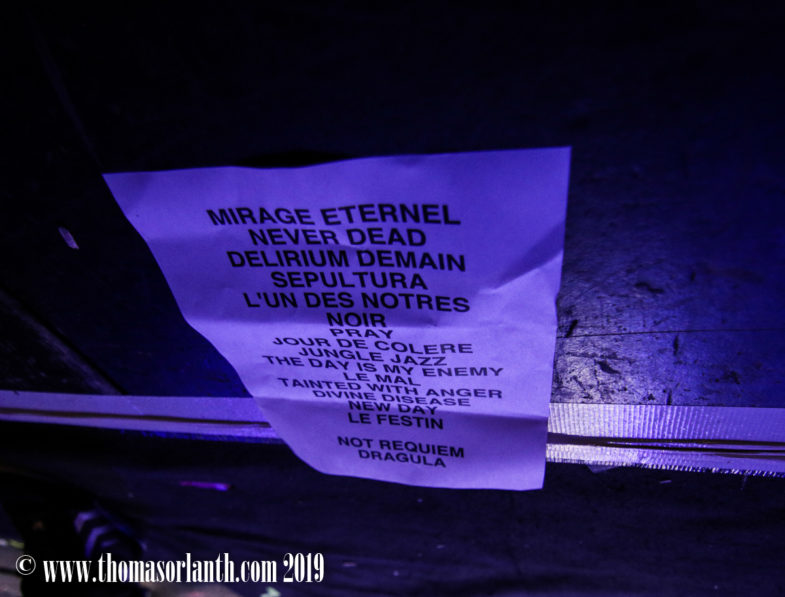 MIRAGE ETERNEL
NEVER DEAD
DELIRIUM DEMAIN
SEPULTURA
L'UN DES NOTRES
NOIR
PRAY
JOUR DE COLERE
JUNGLE JAZZ
THE DAY IS MY ENEMY
LE MAL
TAINTED WITH ANGER
DIVINE DISEASE
NEW DAY
LE FESTIN
NOT REQUIEM
DRAGULA
© www.thomasorlanth.com 2019